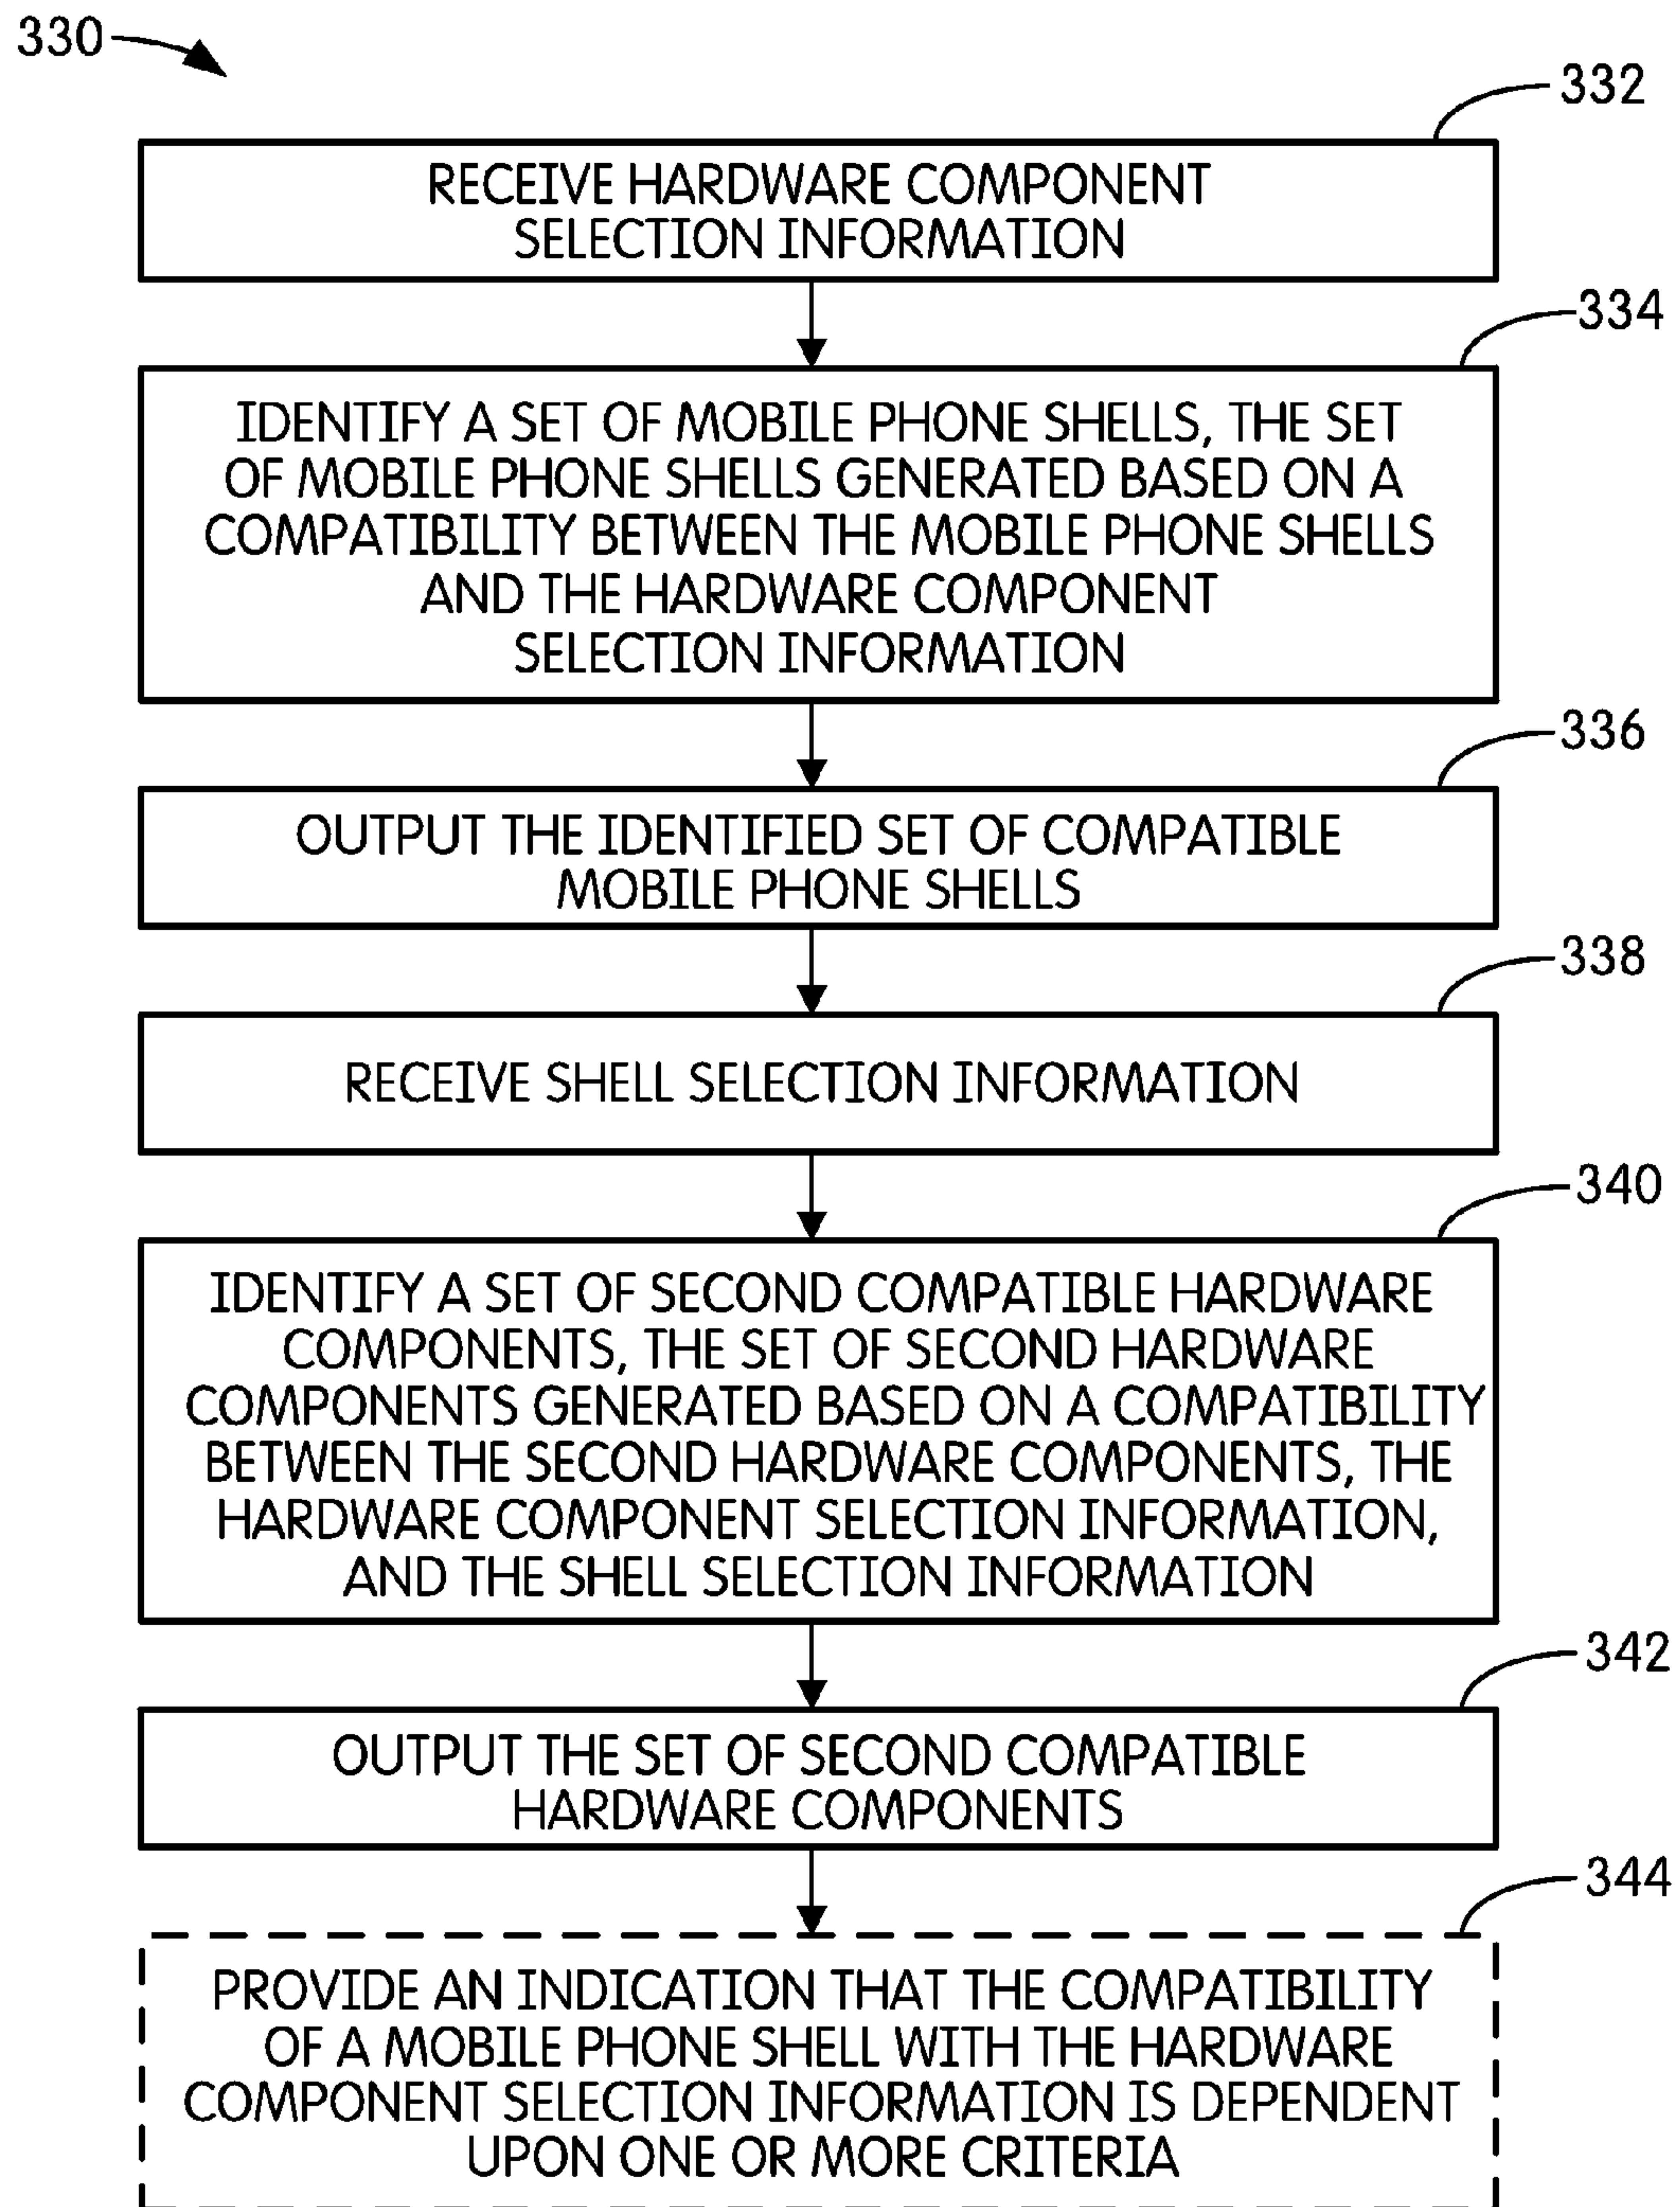 330
332
RECEIVE HARDWARE COMPONENT
SELECTION INFORMATION
334
IDENTIFY A SET OF MOBILE PHONE SHELLS, THE SET
OF MOBILE PHONE SHELLS GENERATED BASED ON A
COMPATIBILITY BETWEEN THE MOBILE PHONE SHELLS
AND THE HARDWARE COMPONENT
SELECTION INFORMATION
336
OUTPUT THE IDENTIFIED SET OF COMPATIBLE
MOBILE PHONE SHELLS
338
RECEIVE SHELL SELECTION INFORMATION
340
IDENTIFY A SET OF SECOND COMPATIBLE HARDWARE
COMPONENTS, THE SET OF SECOND HARDWARE
COMPONENTS GENERATED BASED ON A COMPATIBILITY
BETWEEN THE SECOND HARDWARE COMPONENTS, THE
HARDWARE COMPONENT SELECTION INFORMATION,
AND THE SHELL SELECTION INFORMATION
342
OUTPUT THE SET OF SECOND COMPATIBLE
HARDWARE COMPONENTS
344
PROVIDE AN INDICATION THAT THE COMPATIBILITY
OF A MOBILE PHONE SHELL WITH THE HARDWARE
COMPONENT SELECTION INFORMATION IS DEPENDENT
UPON ONE OR MORE CRITERIA